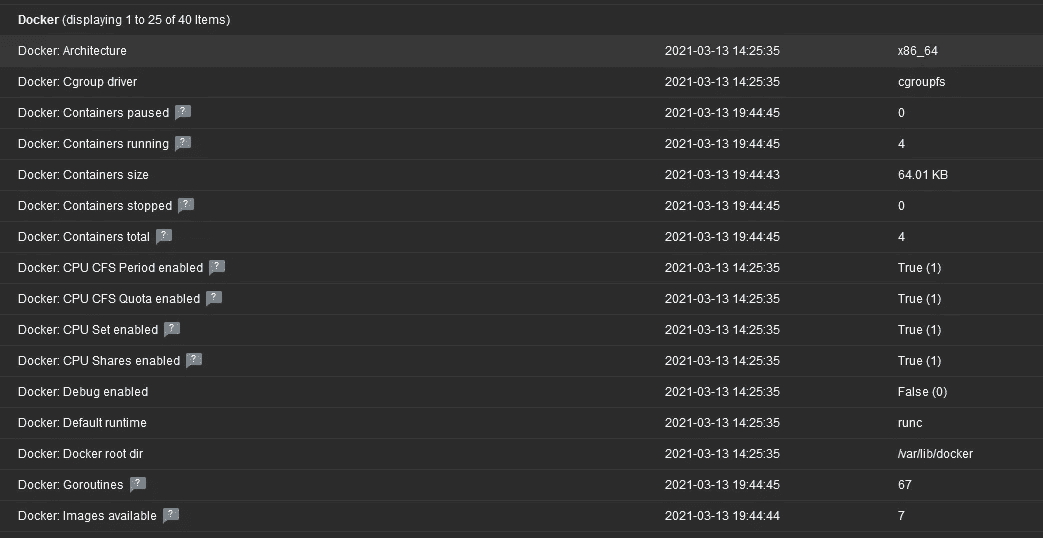 Docker (displaying 1 to 25 of 40 Items)
Docker: Architecture 2021-03-13 14:25:35 x86_64
Docker: Cgroup driver 2021-03-13 14:25:35 cgroupfs
Docker: Containers paused ? 2021-03-13 19:44:45 0
Docker: Containers running ? 2021-03-13 19:44:45 4
Docker: Containers size 2021-03-13 19:44:43 64.01 KB
Docker: Containers stopped ? 2021-03-13 19:44:45 0
Docker: Containers total ? 2021-03-13 19:44:45 4
Docker: CPU CFS Period enabled ? 2021-03-13 14:25:35 True (1)
Docker: CPU CFS Quota enabled ? 2021-03-13 14:25:35 True (1)
Docker: CPU Set enabled ? 2021-03-13 14:25:35 True (1)
Docker: CPU Shares enabled ? 2021-03-13 14:25:35 True (1)
Docker: Debug enabled 2021-03-13 14:25:35 False (0)
Docker: Default runtime 2021-03-13 14:25:35 runc
Docker: Docker root dir 2021-03-13 14:25:35 /var/lib/docker
Docker: Goroutines ? 2021-03-13 19:44:45 67
Docker: Images available ? 2021-03-13 19:44:44 7